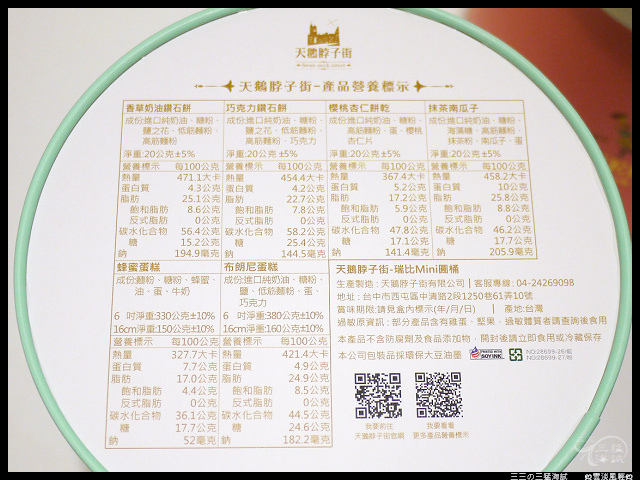 天鵝脖子街
天鵝脖子街-產品營養標示
香草奶油鑽石餅
成份:進口純奶油、糖粉、
鹽之花、低筋麵粉、
高筋麵粉
淨重:20公克±5%
營養標示 每100公克
熱量 471.1大卡
蛋白質 4.3公克
脂肪 25.1公克
飽和脂肪 8.6公克
反式脂肪 0公克
碳水化合物 56.4公克
糖 15.2公克
鈉 194.9毫克
巧克力鑽石餅
成份:進口純奶油、糖粉、
鹽之花、低筋麵粉、
高筋麵粉、巧克力
淨重:20公克±5%
營養標示 每100公克
熱量 454.4大卡
蛋白質 4.2公克
脂肪 22.7公克
飽和脂肪 7.8公克
反式脂肪 0公克
碳水化合物 58.2公克
糖 25.4公克
鈉 144.5毫克
櫻桃杏仁餅乾
成份:進口純奶油、糖粉、
高筋麵粉、蛋、櫻桃、
杏仁片
淨重:20公克±5%
營養標示 每100公克
熱量 367.4大卡
蛋白質 5.2公克
脂肪 17.2公克
飽和脂肪 5.9公克
反式脂肪 0公克
碳水化合物 47.8公克
糖 17.1公克
鈉 141.4毫克
抹茶南瓜子
成份:進口純奶油、糖粉、
海藻糖、高筋麵粉、
抹茶粉、南瓜子、蛋
淨重:20公克±5%
營養標示 每100公克
熱量 458.2大卡
蛋白質 10公克
脂肪 25.8公克
飽和脂肪 8.8公克
反式脂肪 0公克
碳水化合物 46.2公克
糖 17.7公克
鈉 205.9毫克
蜂蜜蛋糕
成份:麵粉、糖粉、蜂蜜、
油、蛋、牛奶
6 吋淨重:330公克±10%
16cm淨重:150公克±10%
營養標示 每100公克
熱量 327.7大卡
蛋白質 7.7公克
脂肪 17.0公克
飽和脂肪 4.4公克
反式脂肪 0公克
碳水化合物 36.1公克
糖 17.7公克
鈉 52毫克
布朗尼蛋糕
成份:進口純奶油、糖粉、
鹽、低筋麵粉、蛋、
巧克力
6 吋淨重:380公克±10%
16cm淨重:160公克±10%
營養標示 每100公克
熱量 421.4大卡
蛋白質 4.9公克
脂肪 24.9公克
飽和脂肪 8.5公克
反式脂肪 0公克
碳水化合物 44.5公克
糖 24.6公克
鈉 182.2毫克
天鵝脖子街-瑞比Mini圓桶
生產製造：天鵝脖子街有限公司│客服專線：04-24269098
地址：台中市西屯區中清路2段1250巷61弄10號
賞味期限:請見盒內標示(年/月/日) │ 產地:台灣
過敏原資訊：部分產品含有雞蛋、堅果，過敏體質者請查詢後食用
本產品不含防腐劑及食品添加物，開封後請立即食用或冷藏保存
本公司包裝品採環保大豆油墨
PRINTED WITH
SOY INK
NO:28699-26/藍
NO:28699-27/粉
我要前往
天鵝脖子街官網
我要看看
更多產品營養標示
三三の三猛海賊
雲淡風輕